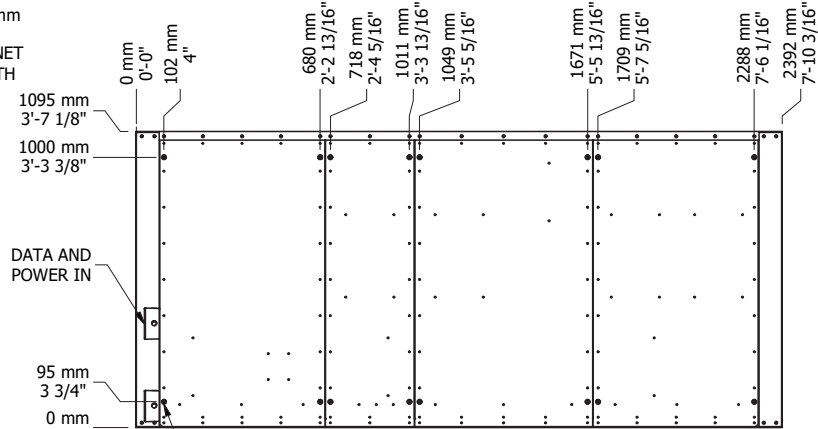 mm
NET
TH
0 mm
0'-0"
102 mm
4"
680 mm
2'-2 13/16"
718 mm
2'-4 5/16"
1011 mm
3'-3 13/16"
1049 mm
3'-5 5/16"
1671 mm
5'-5 13/16"
1709 mm
5'-7 5/16"
2288 mm
7'-6 1/16"
2392 mm
7'-10 3/16"
1095 mm
3'-7 1/8"
1000 mm
3'-3 3/8"
DATA AND
POWER IN
95 mm
3 3/4"
0 mm